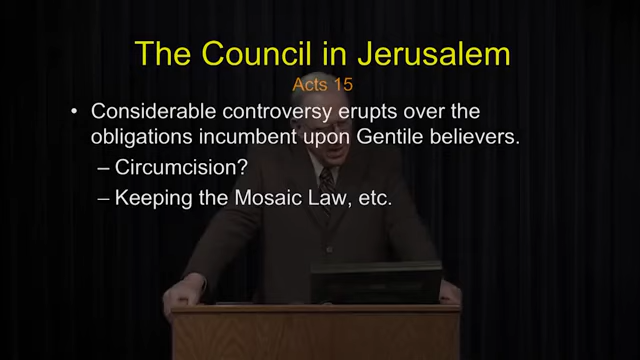 The Council in Jerusalem
Acts 15
• Considerable controversy erupts over the
obligations incumbent upon Gentile believers.
– Circumcision?
– Keeping the Mosaic Law, etc.